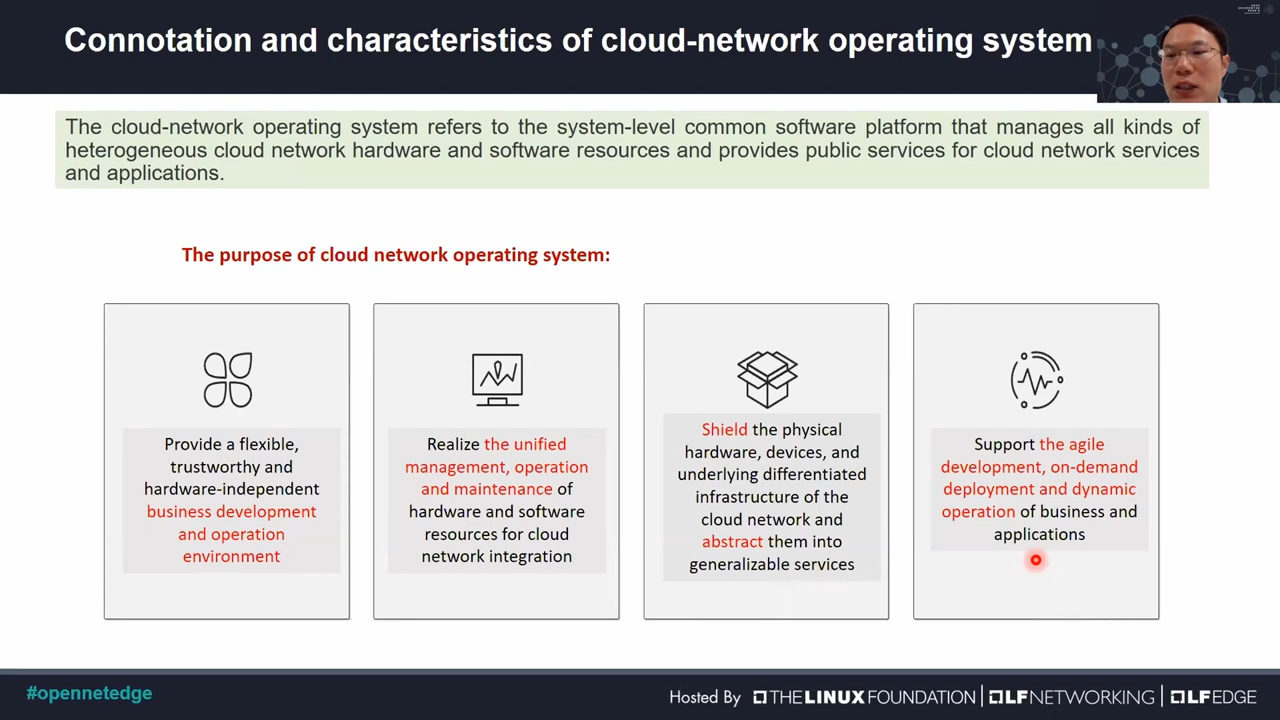 Connotation and characteristics of cloud-network operating system
The cloud-network operating system refers to the system-level common software platform that manages all kinds of
heterogeneous cloud network hardware and software resources and provides public services for cloud network services
and applications.
The purpose of cloud network operating system:
Provide a flexible,
trustworthy and
hardware-independent
business development
and operation
environment
Realize the unified
management, operation
and maintenance of
hardware and software
resources for cloud
network integration
Shield the physical
hardware, devices, and
underlying differentiated
infrastructure of the
cloud network and
abstract them into
generalizable services
Support the agile
development, on-demand
deployment and dynamic
operation of business and
applications
#opennetedge
Hosted By THE LINUX FOUNDATION | LF NETWORKING | LF EDGE